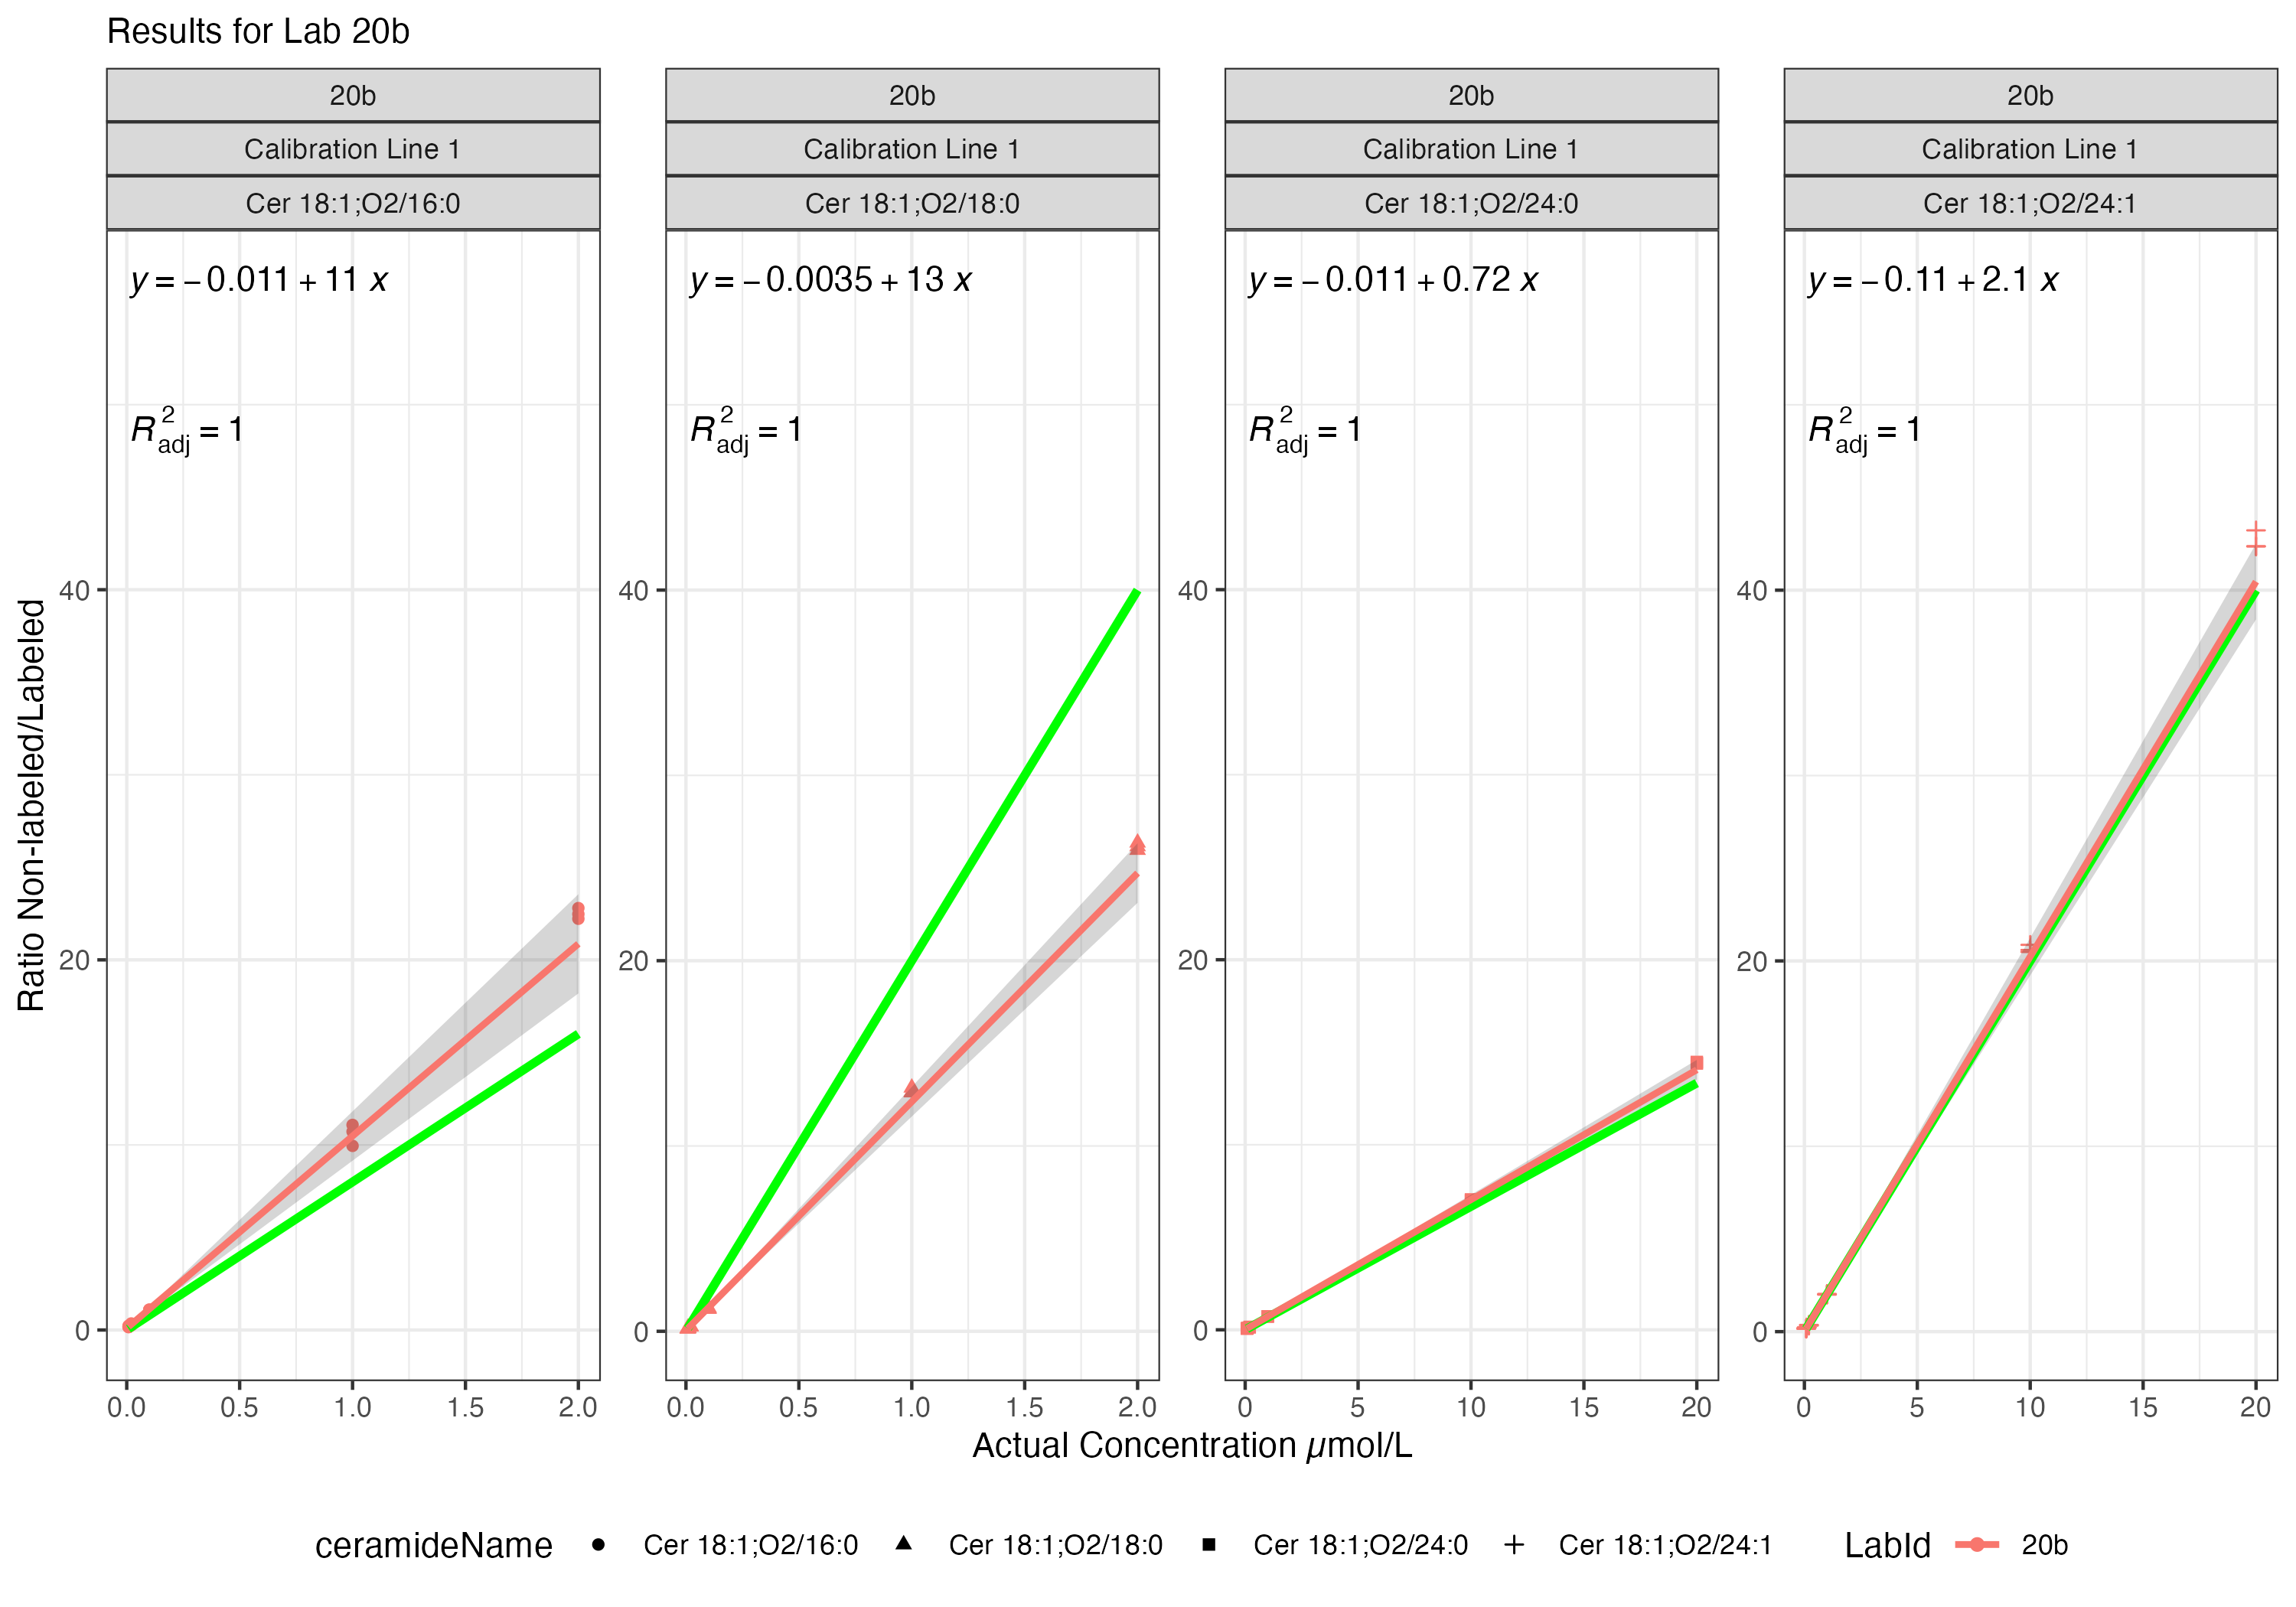 Results for Lab 20b
20b
Calibration Line 1
Cer 18:1;O2/16:0
y = −0.011 + 11 x
R²adj = 1
20b
Calibration Line 1
Cer 18:1;O2/18:0
y = −0.0035 + 13 x
R²adj = 1
20b
Calibration Line 1
Cer 18:1;O2/24:0
y = −0.011 + 0.72 x
R²adj = 1
20b
Calibration Line 1
Cer 18:1;O2/24:1
y = −0.11 + 2.1 x
R²adj = 1
Ratio Non-labeled/Labeled
40
20
0
40
20
0
40
20
0
40
20
0
0.0 0.5 1.0 1.5 2.0
0.0 0.5 1.0 1.5 2.0
0 5 10 15 20
0 5 10 15 20
Actual Concentration µmol/L
ceramideName Cer 18:1;O2/16:0 Cer 18:1;O2/18:0 Cer 18:1;O2/24:0 Cer 18:1;O2/24:1 LabId 20b